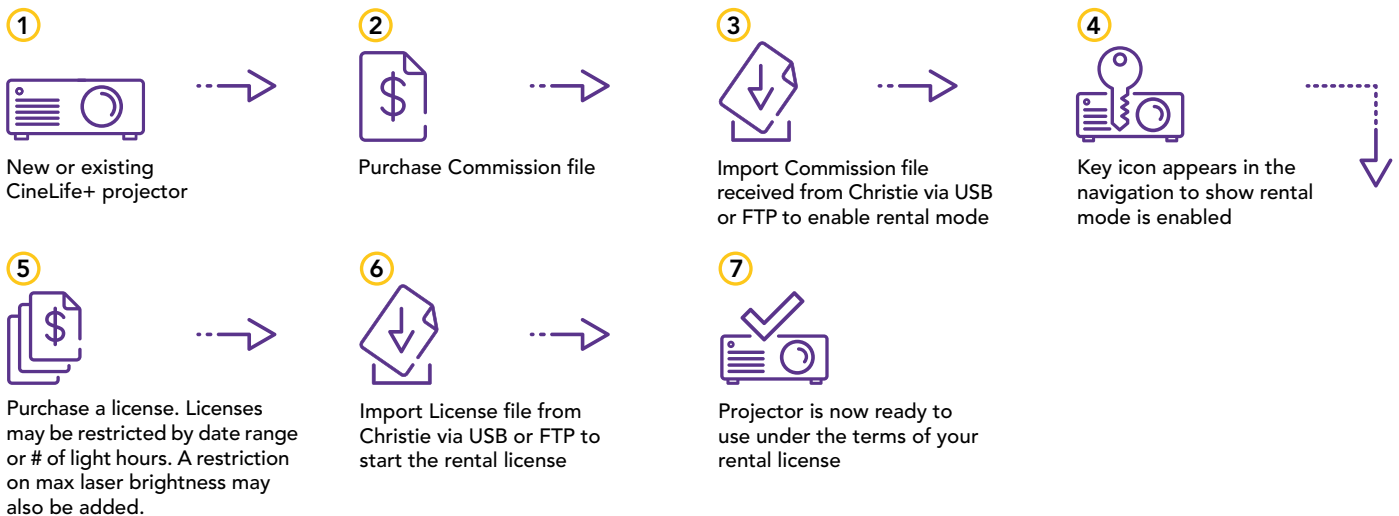 1
New or existing
CineLife+ projector
2
$
Purchase Commission file
3
Import Commission file
received from Christie via USB
or FTP to enable rental mode
4
Key icon appears in the
navigation to show rental
mode is enabled
5
$
Purchase a license. Licenses
may be restricted by date range
or # of light hours. A restriction
on max laser brightness may
also be added.
6
Import License file from
Christie via USB or FTP to
start the rental license
7
Projector is now ready to
use under the terms of your
rental license